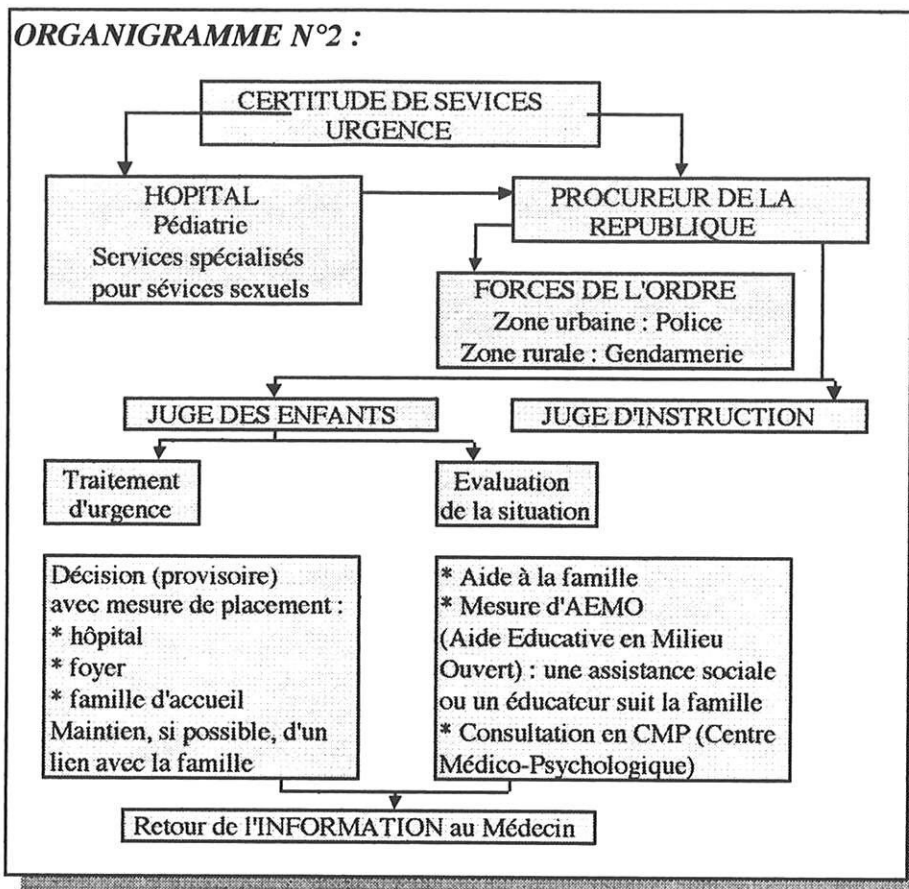 ORGANIGRAMME N°2 :
CERTITUDE DE SEVICES
URGENCE
HOPITAL
Pédiatrie
Services spécialisés
pour sévices sexuels
PROCUREUR DE LA
REPUBLIQUE
FORCES DE L'ORDRE
Zone urbaine : Police
Zone rurale : Gendarmerie
JUGE DES ENFANTS
JUGE D'INSTRUCTION
Traitement
d'urgence
Evaluation
de la situation
Décision (provisoire)
avec mesure de placement :
* hôpital
* foyer
* famille d'accueil
Maintien, si possible, d'un
lien avec la famille
* Aide à la famille
* Mesure d'AEMO
(Aide Educative en Milieu
Ouvert) : une assistance sociale
ou un éducateur suit la famille
* Consultation en CMP (Centre
Médico-Psychologique)
Retour de l'INFORMATION au Médecin